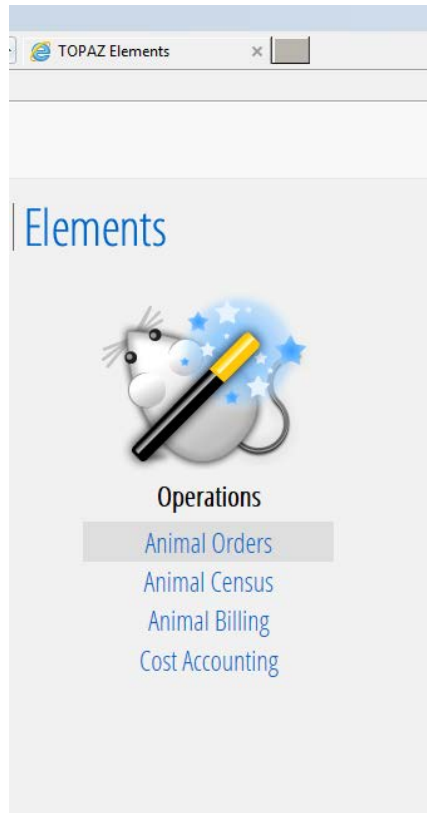 TOPAZ Elements
Elements
Operations
Animal Orders
Animal Census
Animal Billing
Cost Accounting